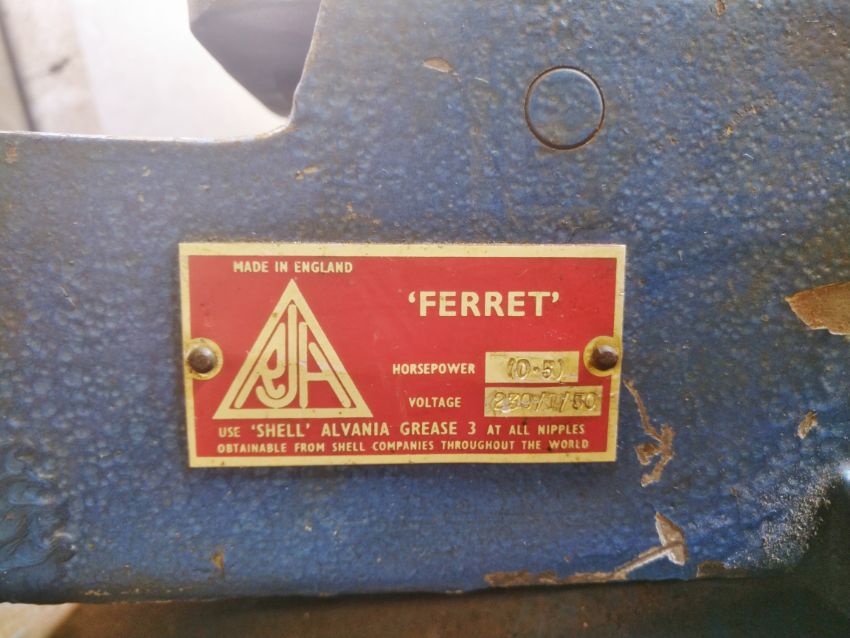 MADE IN ENGLAND
'FERRET'
RJH
HORSEPOWER (0.5)
VOLTAGE 230/1/50
USE 'SHELL' ALVANIA GREASE 3 AT ALL NIPPLES
OBTAINABLE FROM SHELL COMPANIES THROUGHOUT THE WORLD